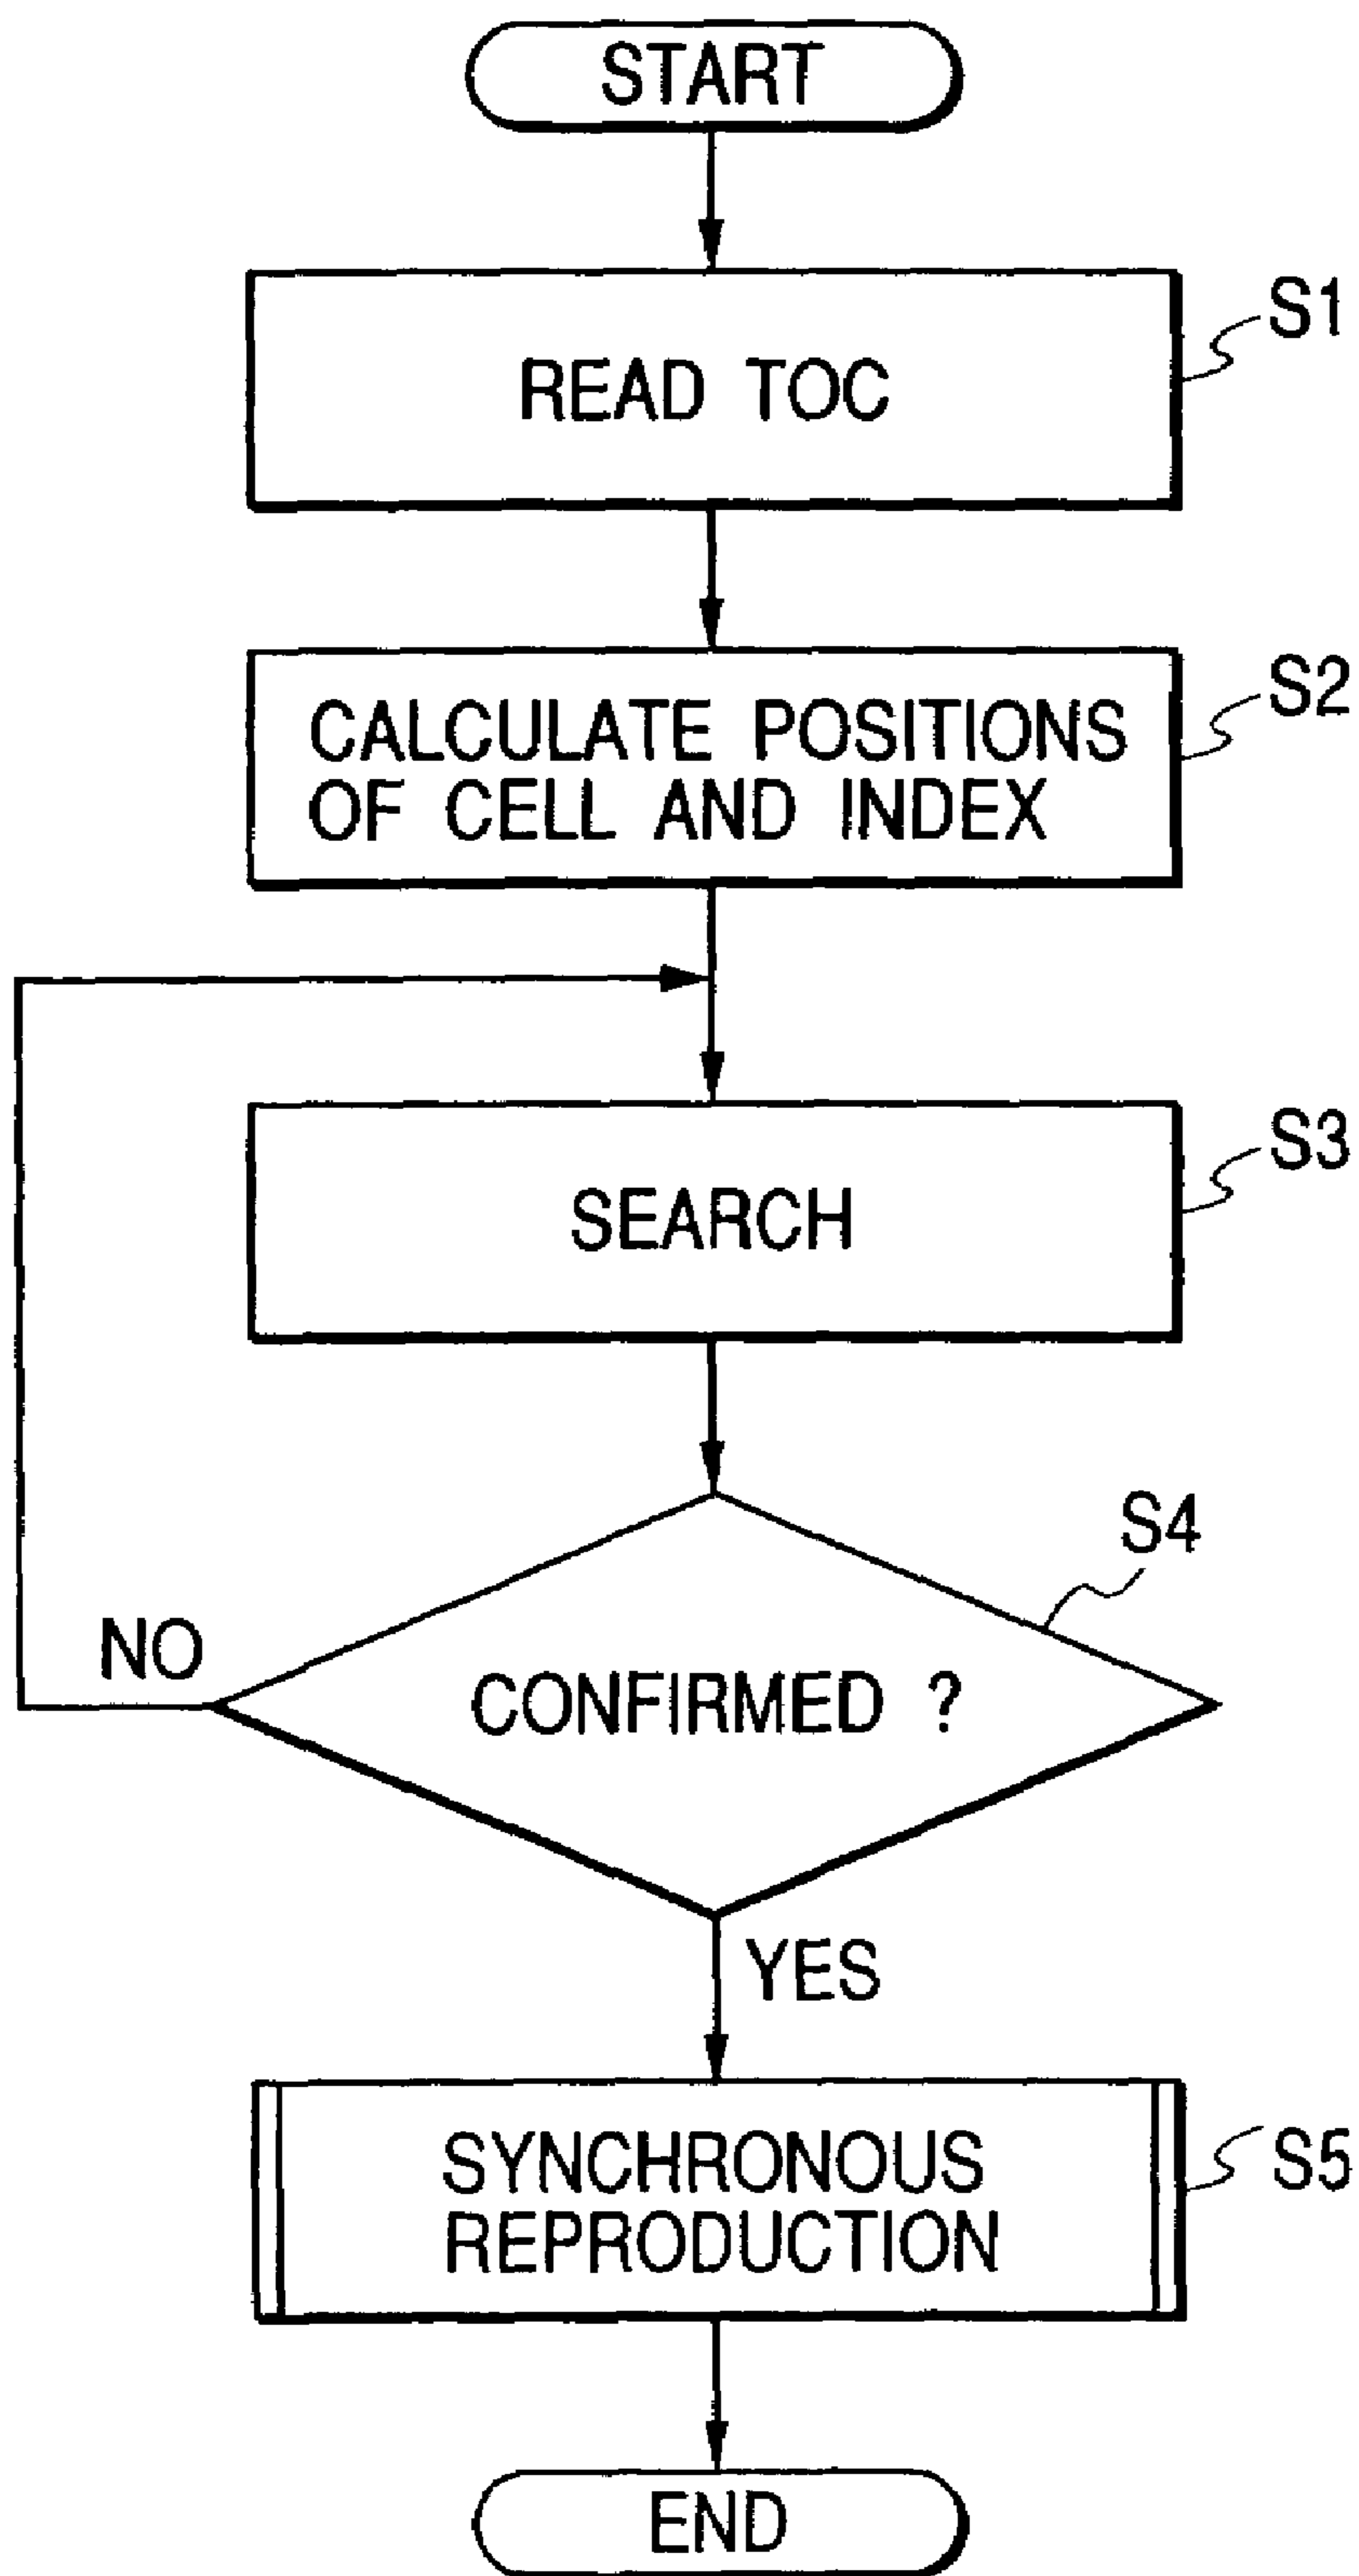 START
READ TOC
S1
CALCULATE POSITIONS
OF CELL AND INDEX
S2
SEARCH
S3
CONFIRMED ?
S4
NO
YES
SYNCHRONOUS
REPRODUCTION
S5
END